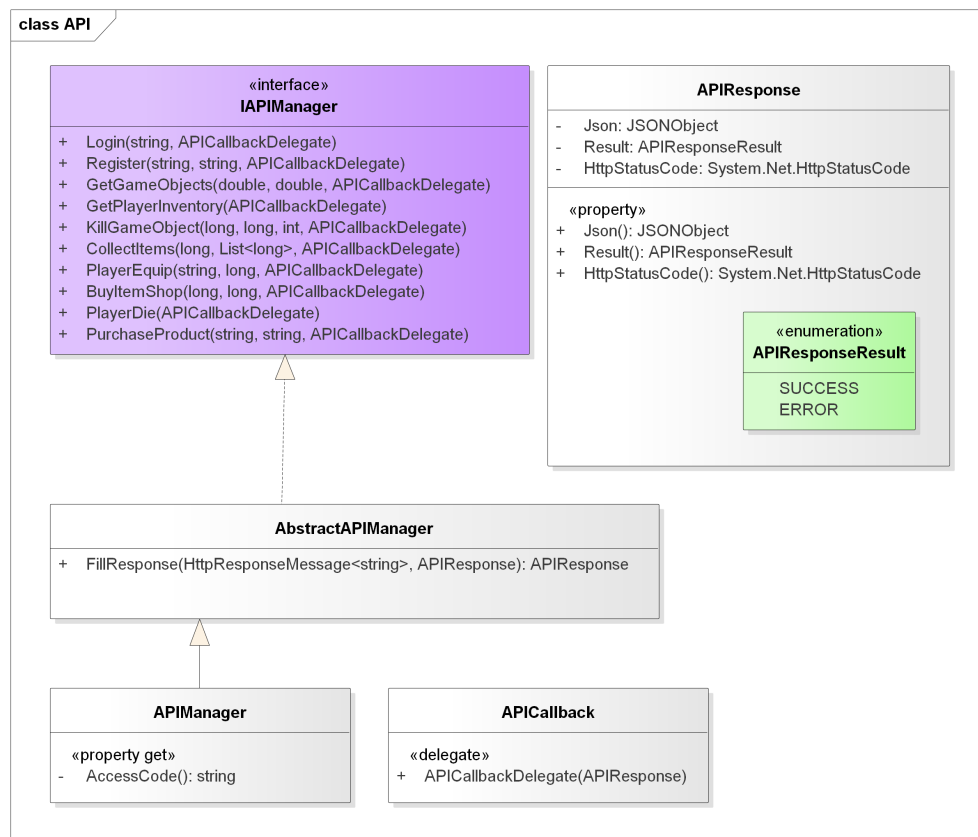 class API
«interface»
IAPIManager
+ Login(string, APICallbackDelegate)
+ Register(string, string, APICallbackDelegate)
+ GetGameObjects(double, double, APICallbackDelegate)
+ GetPlayerInventory(APICallbackDelegate)
+ KillGameObject(long, long, int, APICallbackDelegate)
+ CollectItems(long, List<long>, APICallbackDelegate)
+ PlayerEquip(string, long, APICallbackDelegate)
+ BuyItemShop(long, long, APICallbackDelegate)
+ PlayerDie(APICallbackDelegate)
+ PurchaseProduct(string, string, APICallbackDelegate)
APIResponse
- Json: JSONObject
- Result: APIResponseResult
- HttpStatusCode: System.Net.HttpStatusCode
«property»
+ Json(): JSONObject
+ Result(): APIResponseResult
+ HttpStatusCode(): System.Net.HttpStatusCode
«enumeration»
APIResponseResult
SUCCESS
ERROR
AbstractAPIManager
+ FillResponse(HttpResponseMessage<string>, APIResponse): APIResponse
APIManager
«property get»
- AccessCode(): string
APICallback
«delegate»
+ APICallbackDelegate(APIResponse)